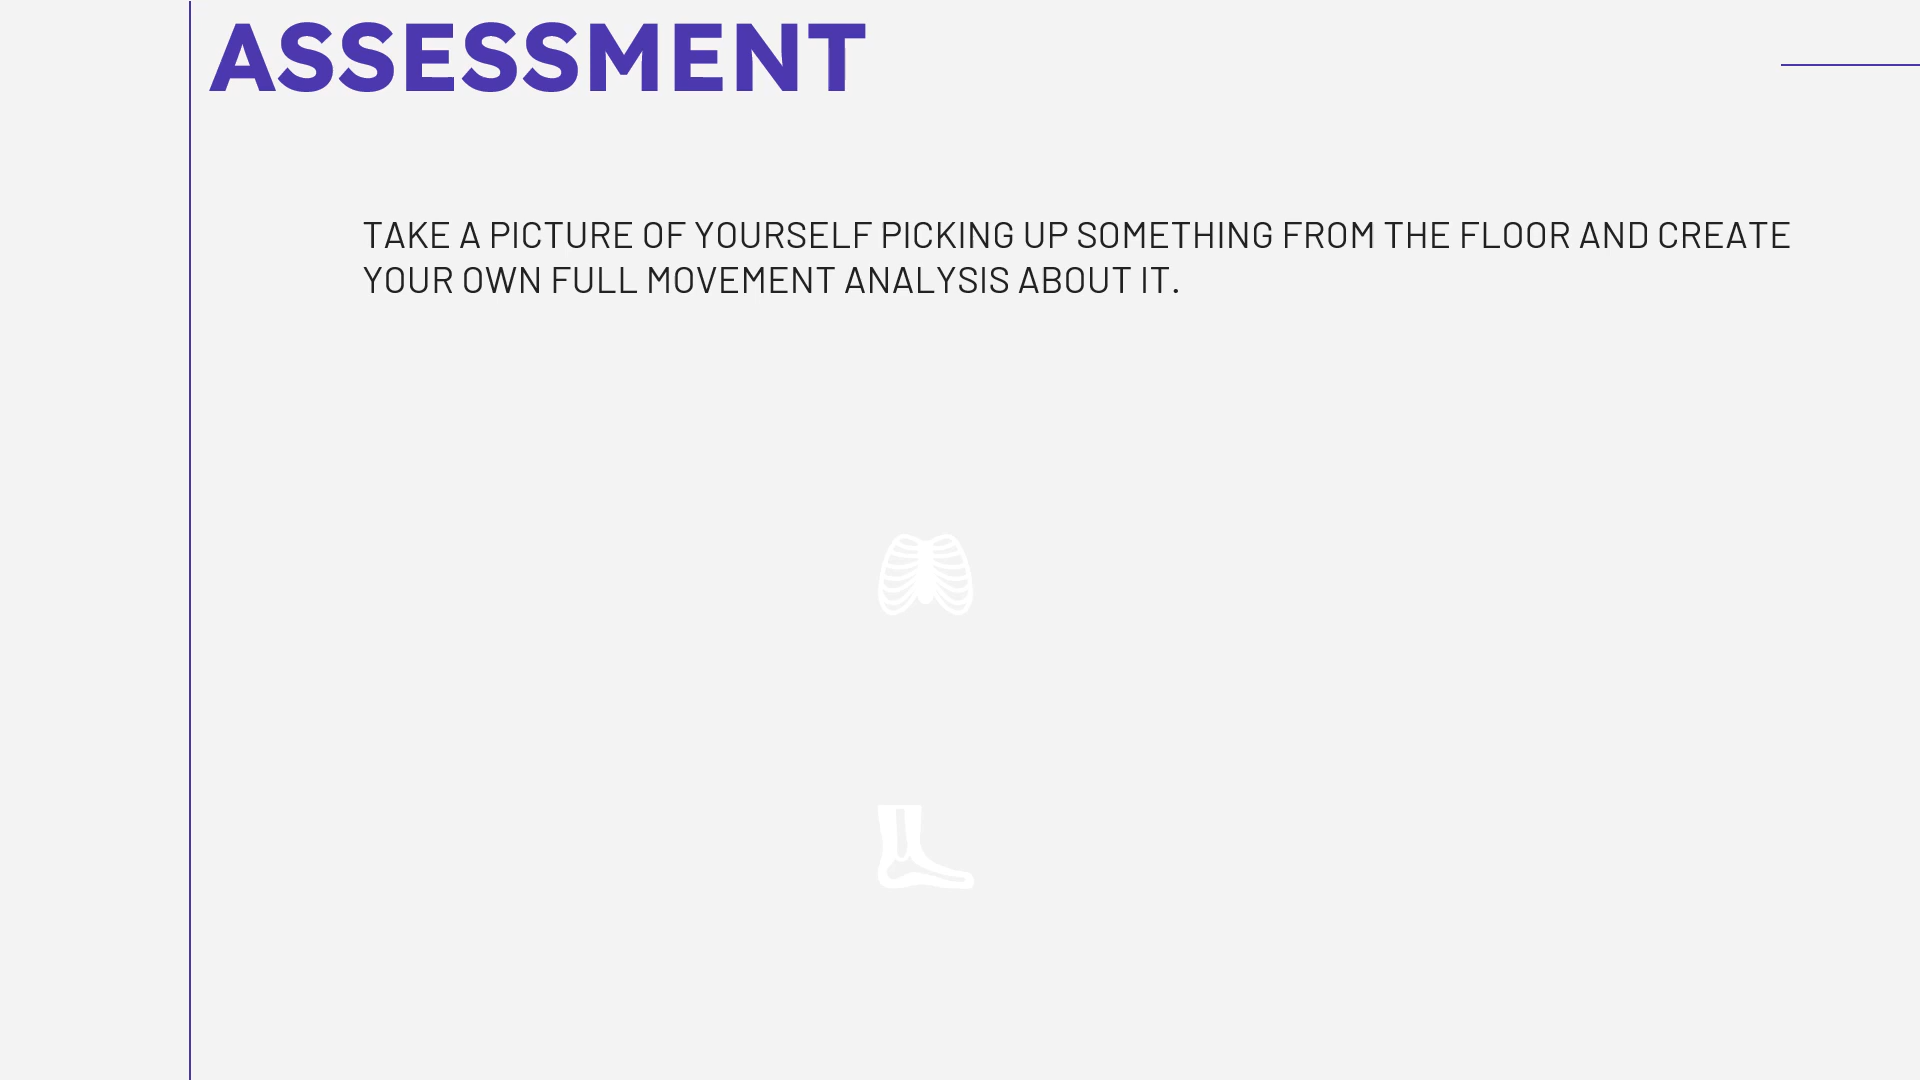 ASSESSMENT
TAKE A PICTURE OF YOURSELF PICKING UP SOMETHING FROM THE FLOOR AND CREATE
YOUR OWN FULL MOVEMENT ANALYSIS ABOUT IT.